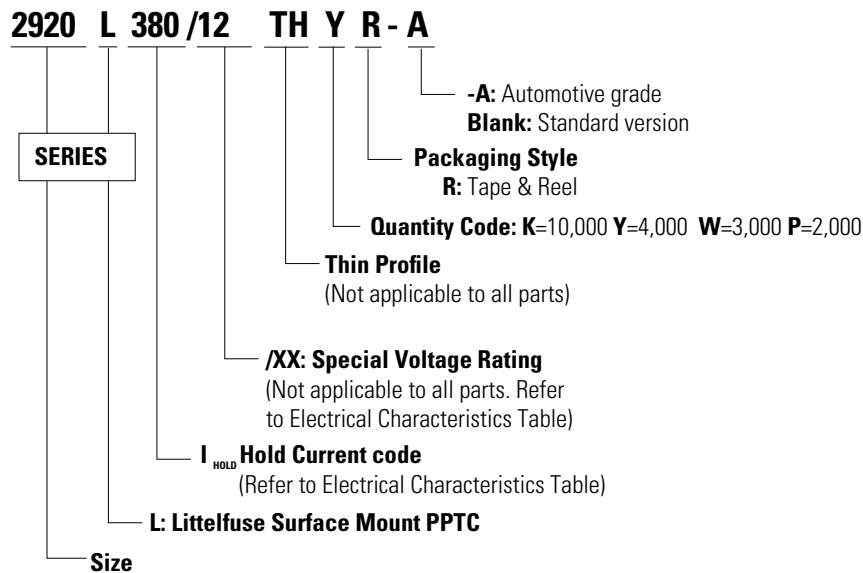 2920 L 380 /12 TH Y R - A
-A: Automotive grade
Blank: Standard version
SERIES
Packaging Style
R: Tape & Reel
Quantity Code: K=10,000 Y=4,000 W=3,000 P=2,000
Thin Profile
(Not applicable to all parts)
/XX: Special Voltage Rating
(Not applicable to all parts. Refer
to Electrical Characteristics Table)
I HOLD Hold Current code
(Refer to Electrical Characteristics Table)
L: Littelfuse Surface Mount PPTC
Size